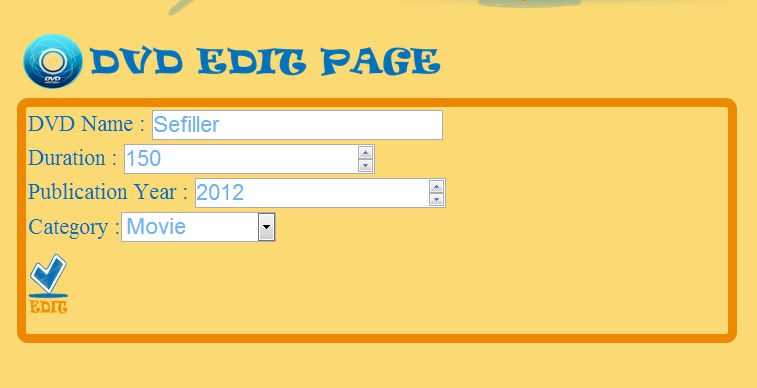 DVD EDIT PAGE
DVD Name : Sefiller
Duration : 150
Publication Year : 2012
Category : Movie
EDIT